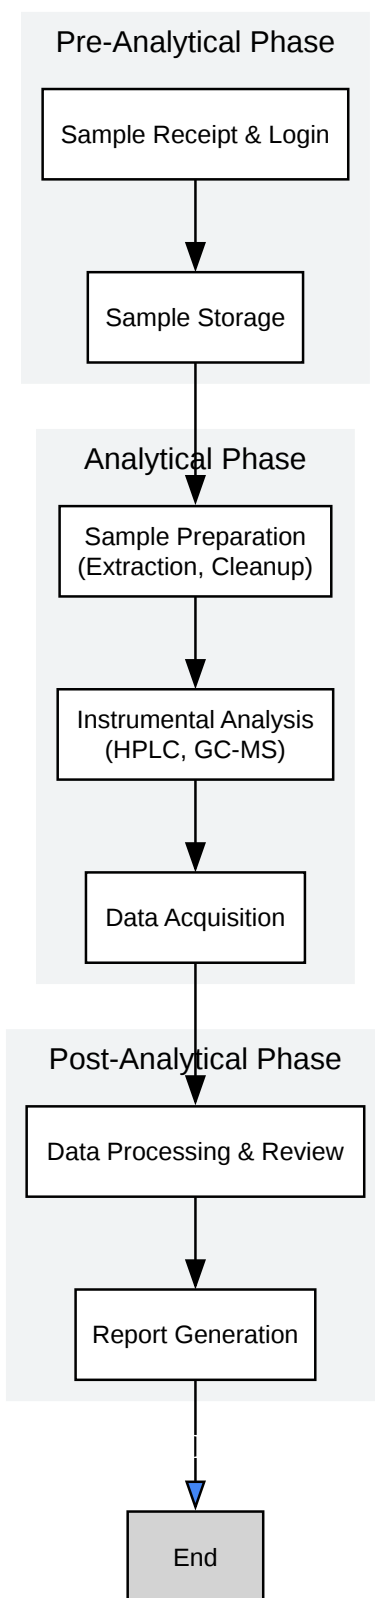 Pre-Analytical Phase
Sample Receipt & Login
Sample Storage
Analytical Phase
Sample Preparation
(Extraction, Cleanup)
Instrumental Analysis
(HPLC, GC-MS)
Data Acquisition
Post-Analytical Phase
Data Processing & Review
Report Generation
End